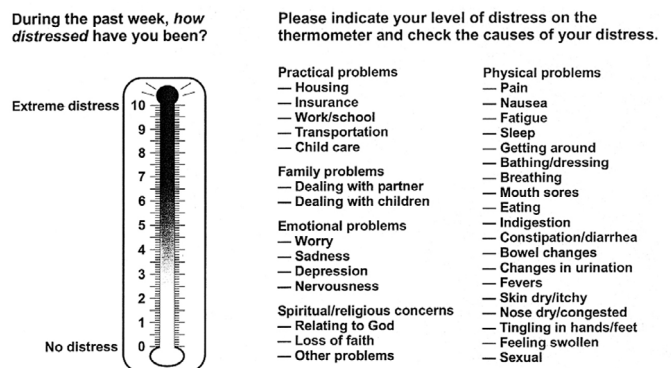 During the past week, how
distressed have you been?
Extreme distress
10
9
8
7
6
5
4
3
2
1
0
No distress
Please indicate your level of distress on the
thermometer and check the causes of your distress.
Practical problems
— Housing
— Insurance
— Work/school
— Transportation
— Child care
Family problems
— Dealing with partner
— Dealing with children
Emotional problems
— Worry
— Sadness
— Depression
— Nervousness
Spiritual/religious concerns
— Relating to God
— Loss of faith
— Other problems
Physical problems
— Pain
— Nausea
— Fatigue
— Sleep
— Getting around
— Bathing/dressing
— Breathing
— Mouth sores
— Eating
— Indigestion
— Constipation/diarrhea
— Bowel changes
— Changes in urination
— Fevers
— Skin dry/itchy
— Nose dry/congested
— Tingling in hands/feet
— Feeling swollen
— Sexual